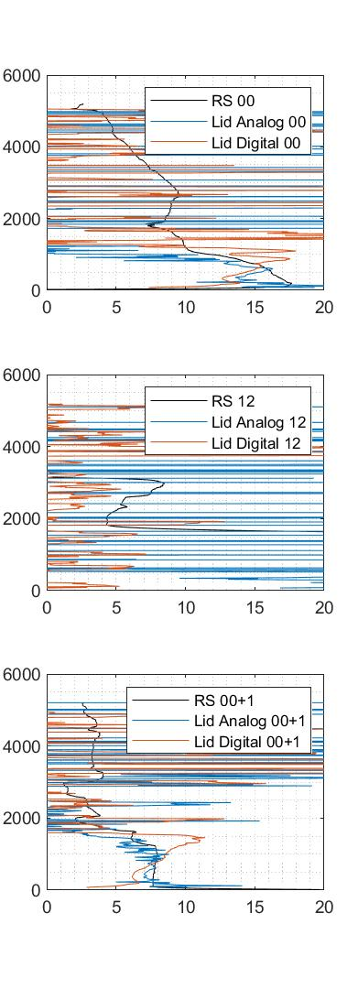 6000
RS 00
Lid Analog 00
Lid Digital 00
4000
2000
0
0 5 10 15 20
6000
RS 12
Lid Analog 12
Lid Digital 12
4000
2000
0
0 5 10 15 20
6000
RS 00+1
Lid Analog 00+1
Lid Digital 00+1
4000
2000
0
0 5 10 15 20